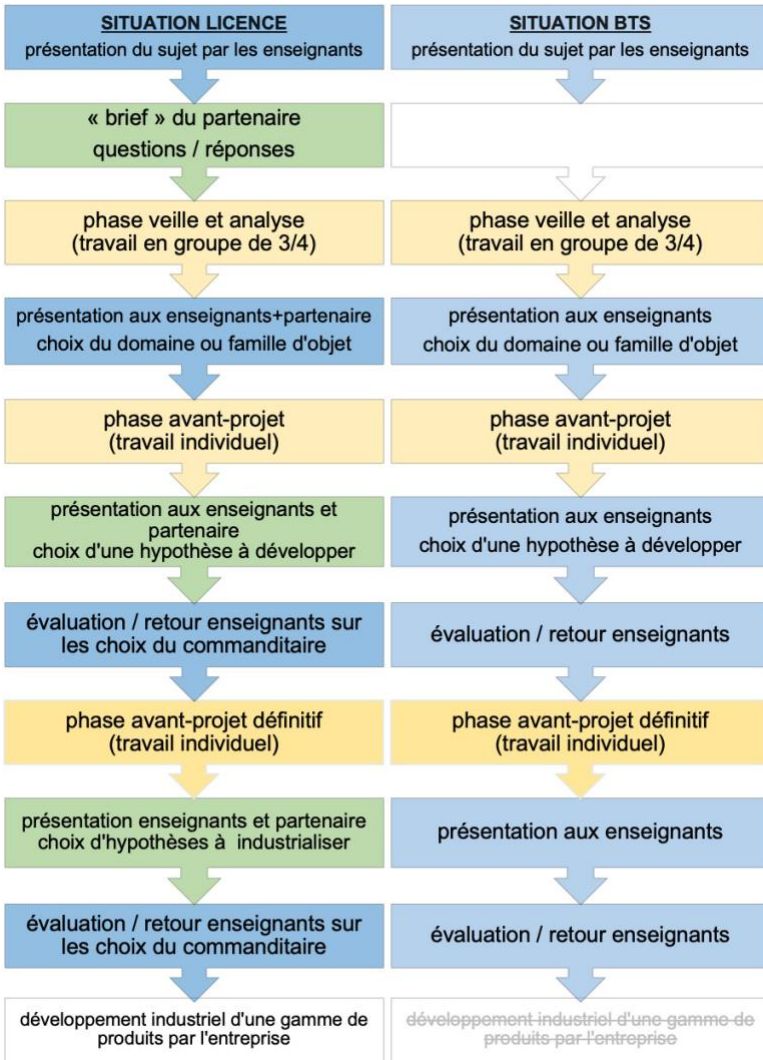 SITUATION LICENCE
présentation du sujet par les enseignants
« brief » du partenaire
questions / réponses
phase veille et analyse
(travail en groupe de 3/4)
présentation aux enseignants+partenaire
choix du domaine ou famille d'objet
phase avant-projet
(travail individuel)
présentation aux enseignants et
partenaire
choix d'une hypothèse à développer
évaluation / retour enseignants sur
les choix du commanditaire
phase avant-projet définitif
(travail individuel)
présentation enseignants et partenaire
choix d'hypothèses à industrialiser
évaluation / retour enseignants sur
les choix du commanditaire
développement industriel d'une gamme de
produits par l'entreprise
SITUATION BTS
présentation du sujet par les enseignants
phase veille et analyse
(travail en groupe de 3/4)
présentation aux enseignants
choix du domaine ou famille d'objet
phase avant-projet
(travail individuel)
présentation aux enseignants
choix d'une hypothèse à développer
évaluation / retour enseignants
phase avant-projet définitif
(travail individuel)
présentation aux enseignants
évaluation / retour enseignants
développement industriel d'une gamme de
produits par l'entreprise